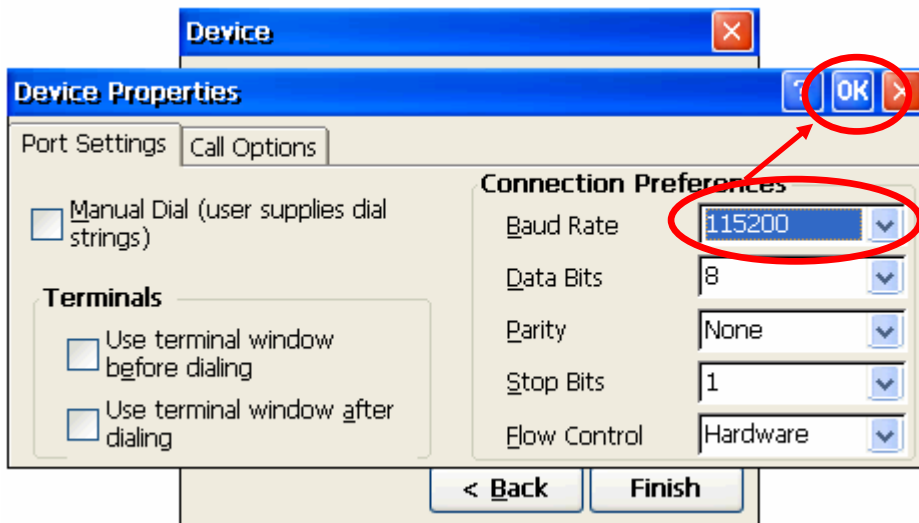 Device
Device Properties
? OK
Port Settings
Call Options
Manual Dial (user supplies dial
strings)
Terminals
Use terminal window
before dialing
Use terminal window after
dialing
Connection Preferences
Baud Rate 115200
Data Bits 8
Parity None
Stop Bits 1
Flow Control Hardware
< Back
Finish